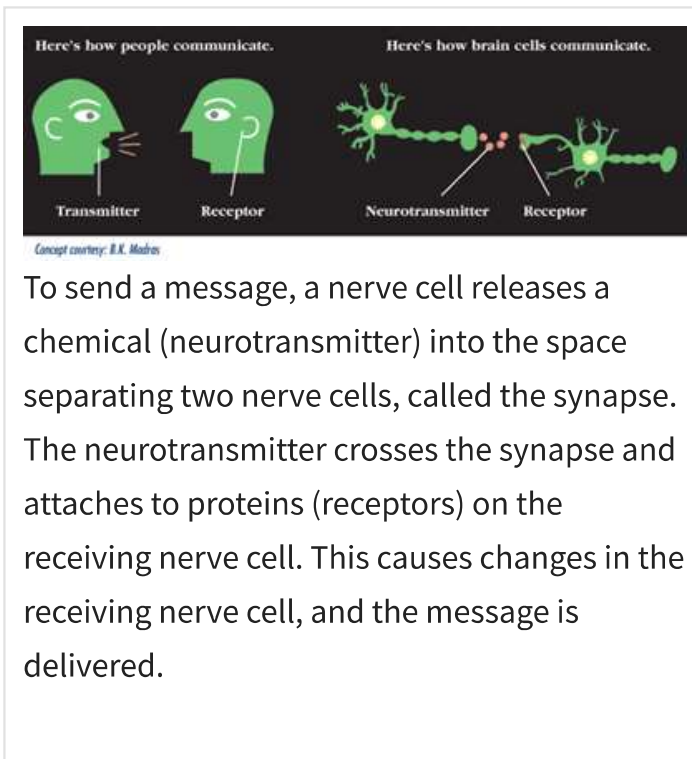 Here's how people communicate.
Here's how brain cells communicate.
Transmitter
Receptor
Neurotransmitter
Receptor
Concept courtesy: B.K. Madras
To send a message, a nerve cell releases a
chemical (neurotransmitter) into the space
separating two nerve cells, called the synapse.
The neurotransmitter crosses the synapse and
attaches to proteins (receptors) on the
receiving nerve cell. This causes changes in the
receiving nerve cell, and the message is
delivered.